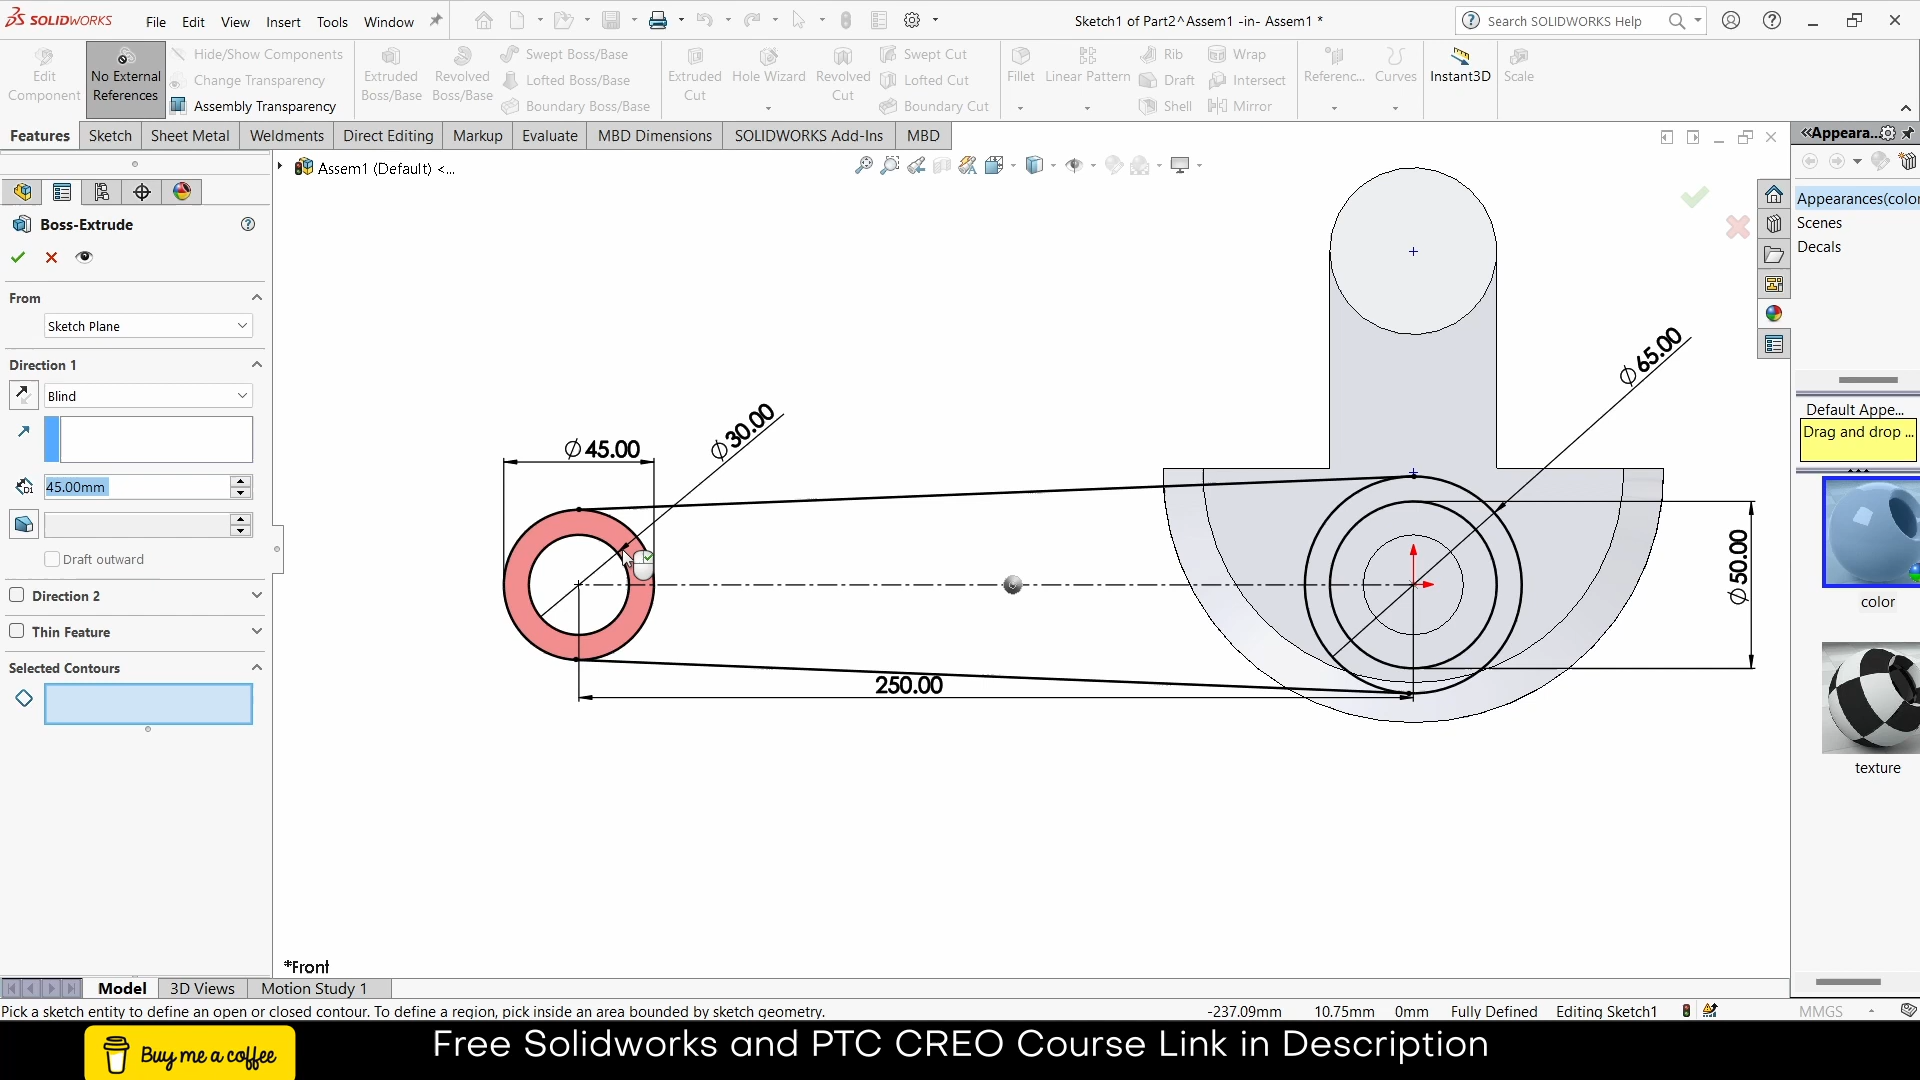 SOLIDWORKS File Edit View Insert Tools Window Sketch1 of Part2^Assem1 -in- Assem1 * Search SOLIDWORKS Help
Edit Component
No External References
Hide/Show Components
Change Transparency
Assembly Transparency
Extruded Boss/Base
Revolved Boss/Base
Swept Boss/Base
Lofted Boss/Base
Boundary Boss/Base
Extruded Cut
Hole Wizard
Revolved Cut
Swept Cut
Lofted Cut
Boundary Cut
Fillet
Linear Pattern
Rib
Draft
Shell
Wrap
Intersect
Mirror
Referenc...
Curves
Instant3D
Scale
Features Sketch Sheet Metal Weldments Direct Editing Markup Evaluate MBD Dimensions SOLIDWORKS Add-Ins MBD
Assem1 (Default) <...
Boss-Extrude
From
Sketch Plane
Direction 1
Blind
D1
45.00mm
Draft outward
Direction 2
Thin Feature
Selected Contours
Ø45.00
Ø30.00
Ø65.00
Ø50.00
250.00
*Front
Appeara...
Appearances(color
Scenes
Decals
Default Appe...
Drag and drop ...
color
texture
Model 3D Views Motion Study 1
Pick a sketch entity to define an open or closed contour. To define a region, pick inside an area bounded by sketch geometry. -237.09mm 10.75mm 0mm Fully Defined Editing Sketch1 MMGS
Buy me a coffee
Free Solidworks and PTC CREO Course Link in Description